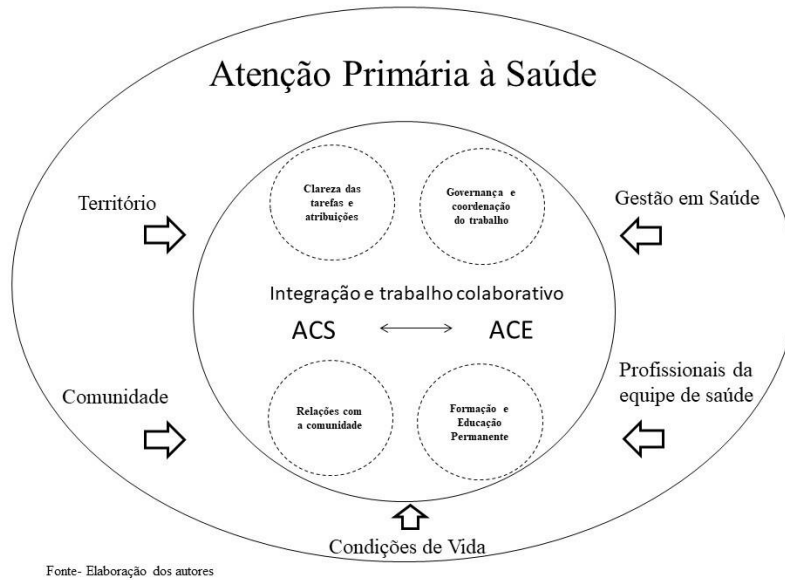 Atenção Primária à Saúde
Clareza das
tarefas e
atribuições
Governança e
coordenação
do trabalho
Território
Gestão em Saúde
Integração e trabalho colaborativo
ACS
ACE
Comunidade
Profissionais da
equipe de saúde
Relações com
a comunidade
Formação e
Educação
Permanente
Condições de Vida
Fonte- Elaboração dos autores